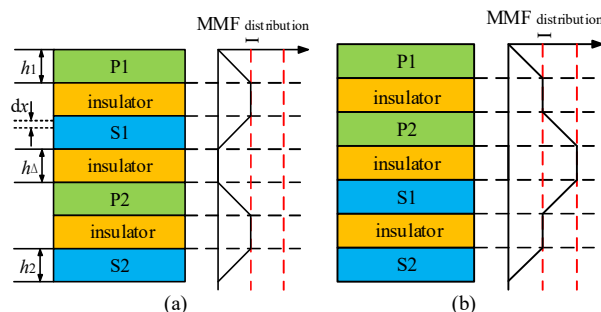 MMF distribution
h1
P1
insulator
dx
S1
hΔ
insulator
P2
insulator
h2
S2
(a)
MMF distribution
P1
insulator
P2
insulator
S1
insulator
S2
(b)